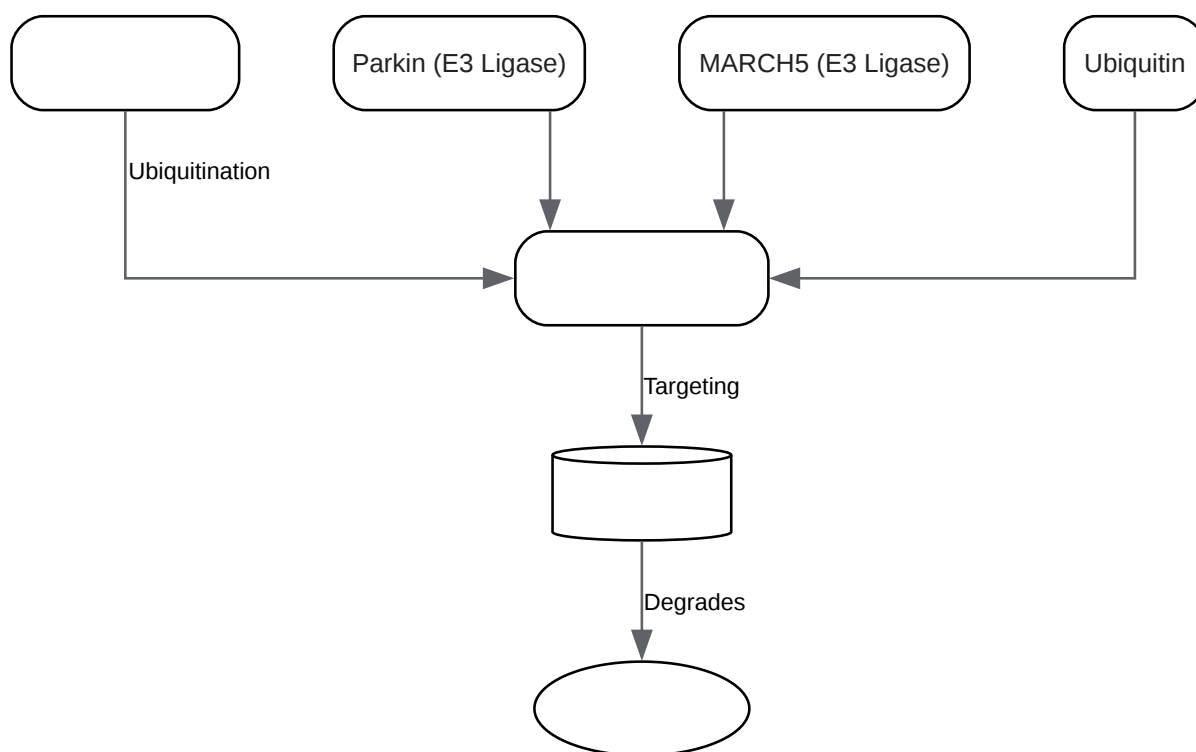 Parkin (E3 Ligase)
MARCH5 (E3 Ligase)
Ubiquitin
Ubiquitination
Targeting
Degrades